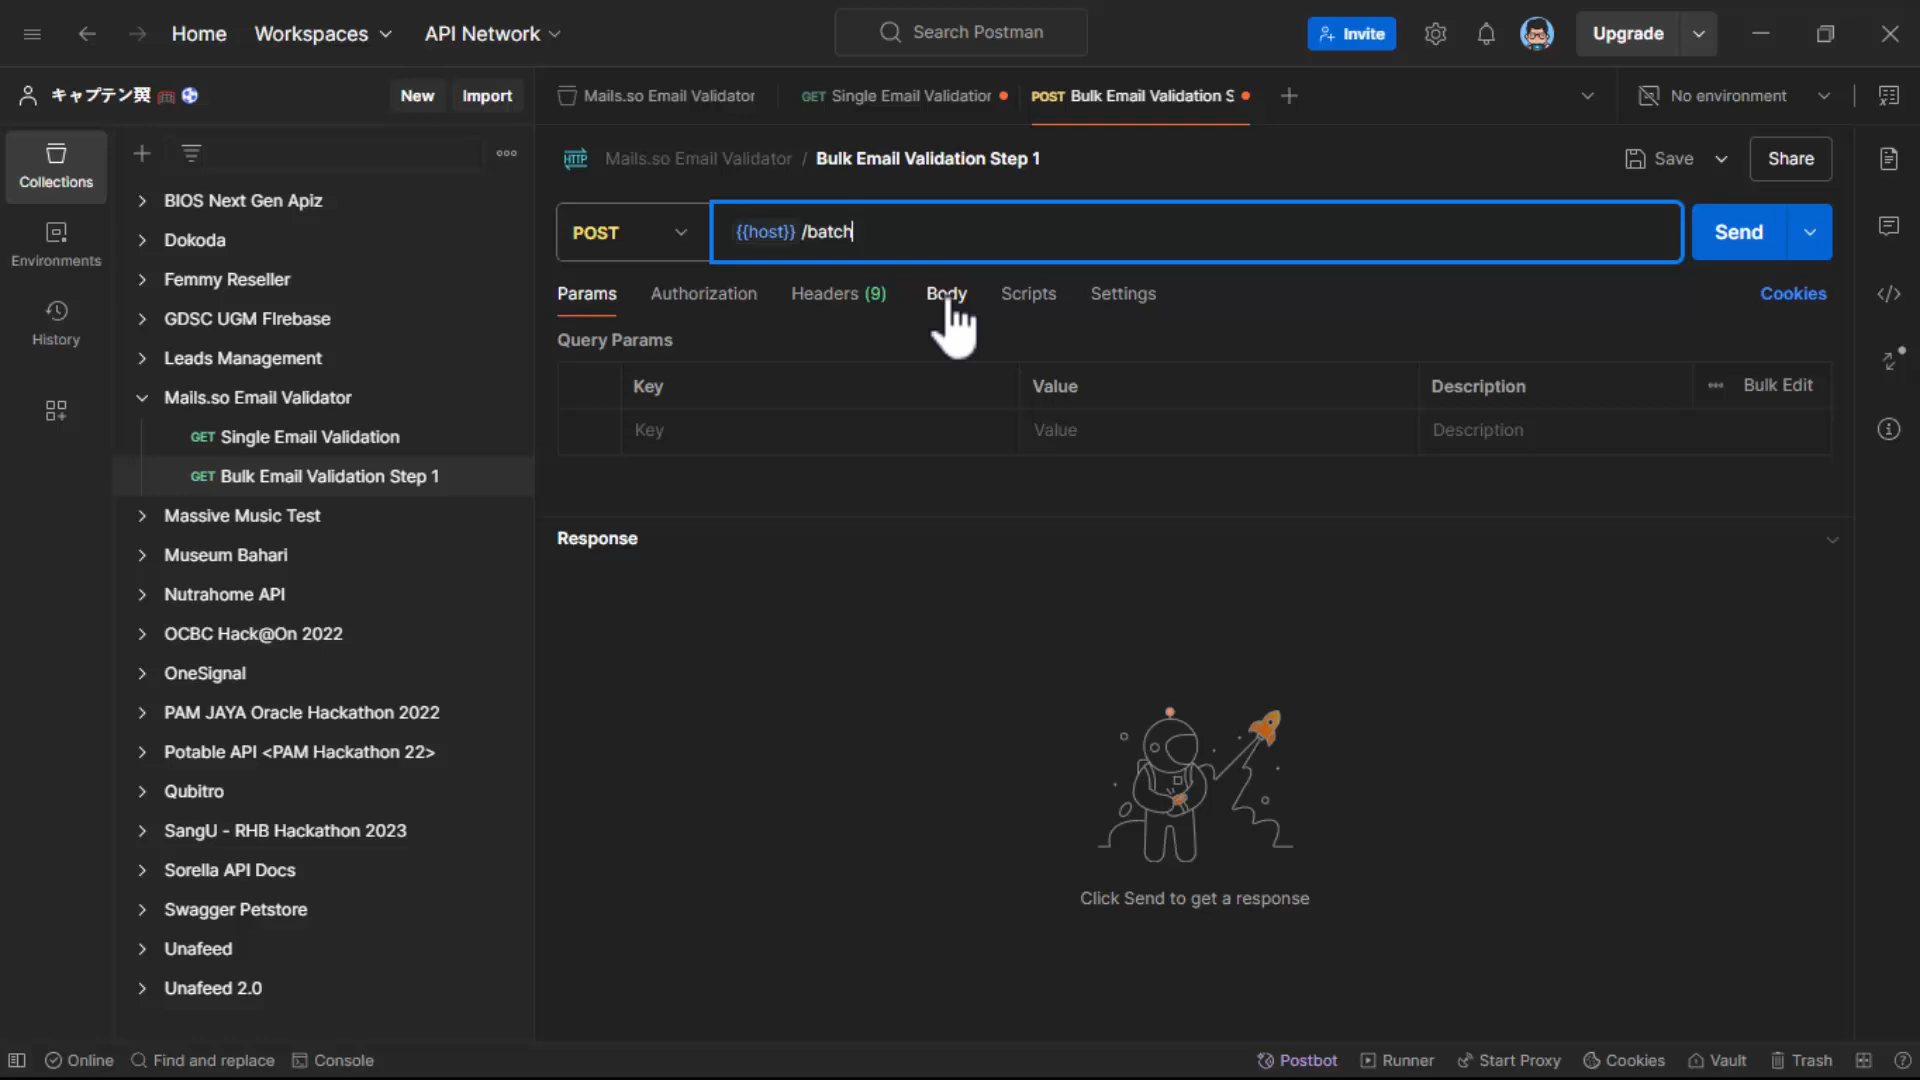 Home
Workspaces
API Network
Search Postman
Invite
Upgrade
キャプテン翼
New
Import
Mails.so Email Validator
GET Single Email Validation
POST Bulk Email Validation S
No environment
Collections
Environments
History
BIOS Next Gen Apiz
Dokoda
Femmy Reseller
GDSC UGM FIrebase
Leads Management
Mails.so Email Validator
GET Single Email Validation
GET Bulk Email Validation Step 1
Massive Music Test
Museum Bahari
Nutrahome API
OCBC Hack@On 2022
OneSignal
PAM JAYA Oracle Hackathon 2022
Potable API <PAM Hackathon 22>
Qubitro
SangU - RHB Hackathon 2023
Sorella API Docs
Swagger Petstore
Unafeed
Unafeed 2.0
HTTP
Mails.so Email Validator / Bulk Email Validation Step 1
Save
Share
POST
{{host}} /batch
Send
Params
Authorization
Headers (9)
Body
Scripts
Settings
Cookies
Query Params
Key
Value
Description
Bulk Edit
Key
Value
Description
Response
Click Send to get a response
Online
Find and replace
Console
Postbot
Runner
Start Proxy
Cookies
Vault
Trash